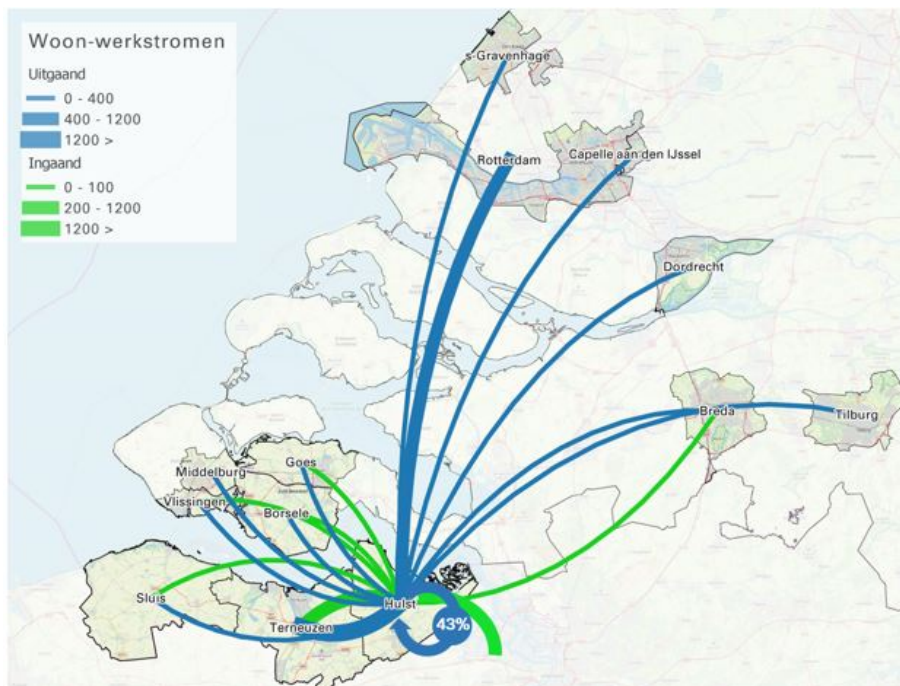 Woon-werkstromen
Uitgaand
0 - 400
400 - 1200
1200 >
Ingaand
0 - 100
200 - 1200
1200 >
s-Gravenhage
Rotterdam
Capelle aan den IJssel
Dordrecht
Breda
Tilburg
Goes
Middelburg
Vlissingen
Borsele
Sluis
Hulst
Terneuzen
43%